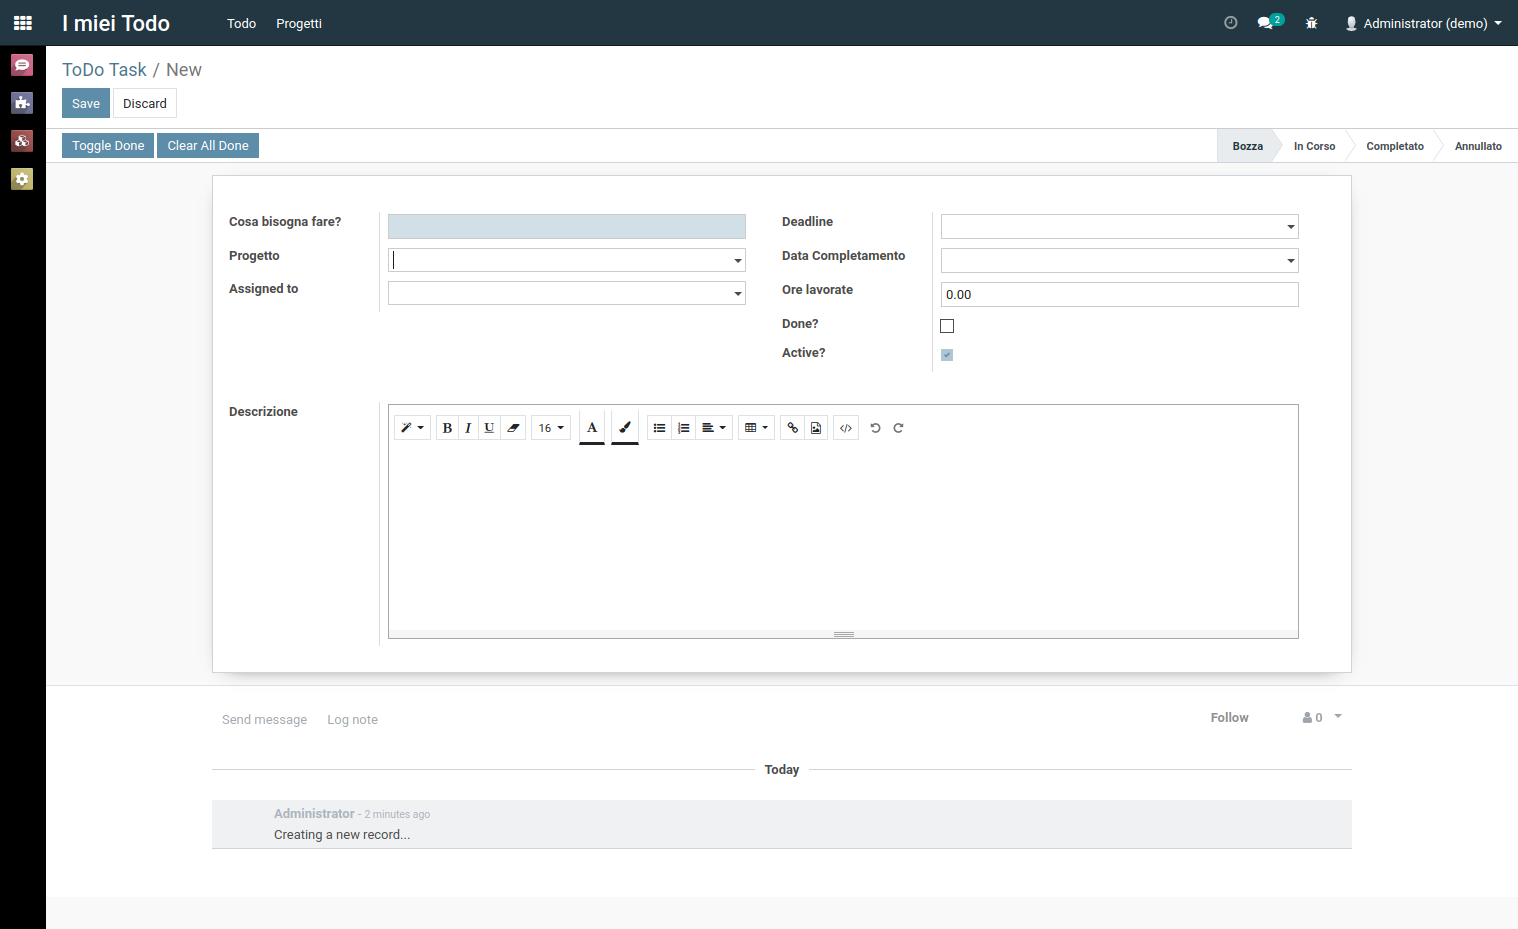 I miei Todo
Todo
Progetti
2
Administrator (demo)
ToDo Task / New
Save
Discard
Toggle Done
Clear All Done
Bozza
In Corso
Completato
Annullato
Cosa bisogna fare?
Progetto
Assigned to
Deadline
Data Completamento
Ore lavorate
0.00
Done?
Active?
Descrizione
B I U
16
A
</>
Send message
Log note
Follow
0
Today
Administrator - 2 minutes ago
Creating a new record...